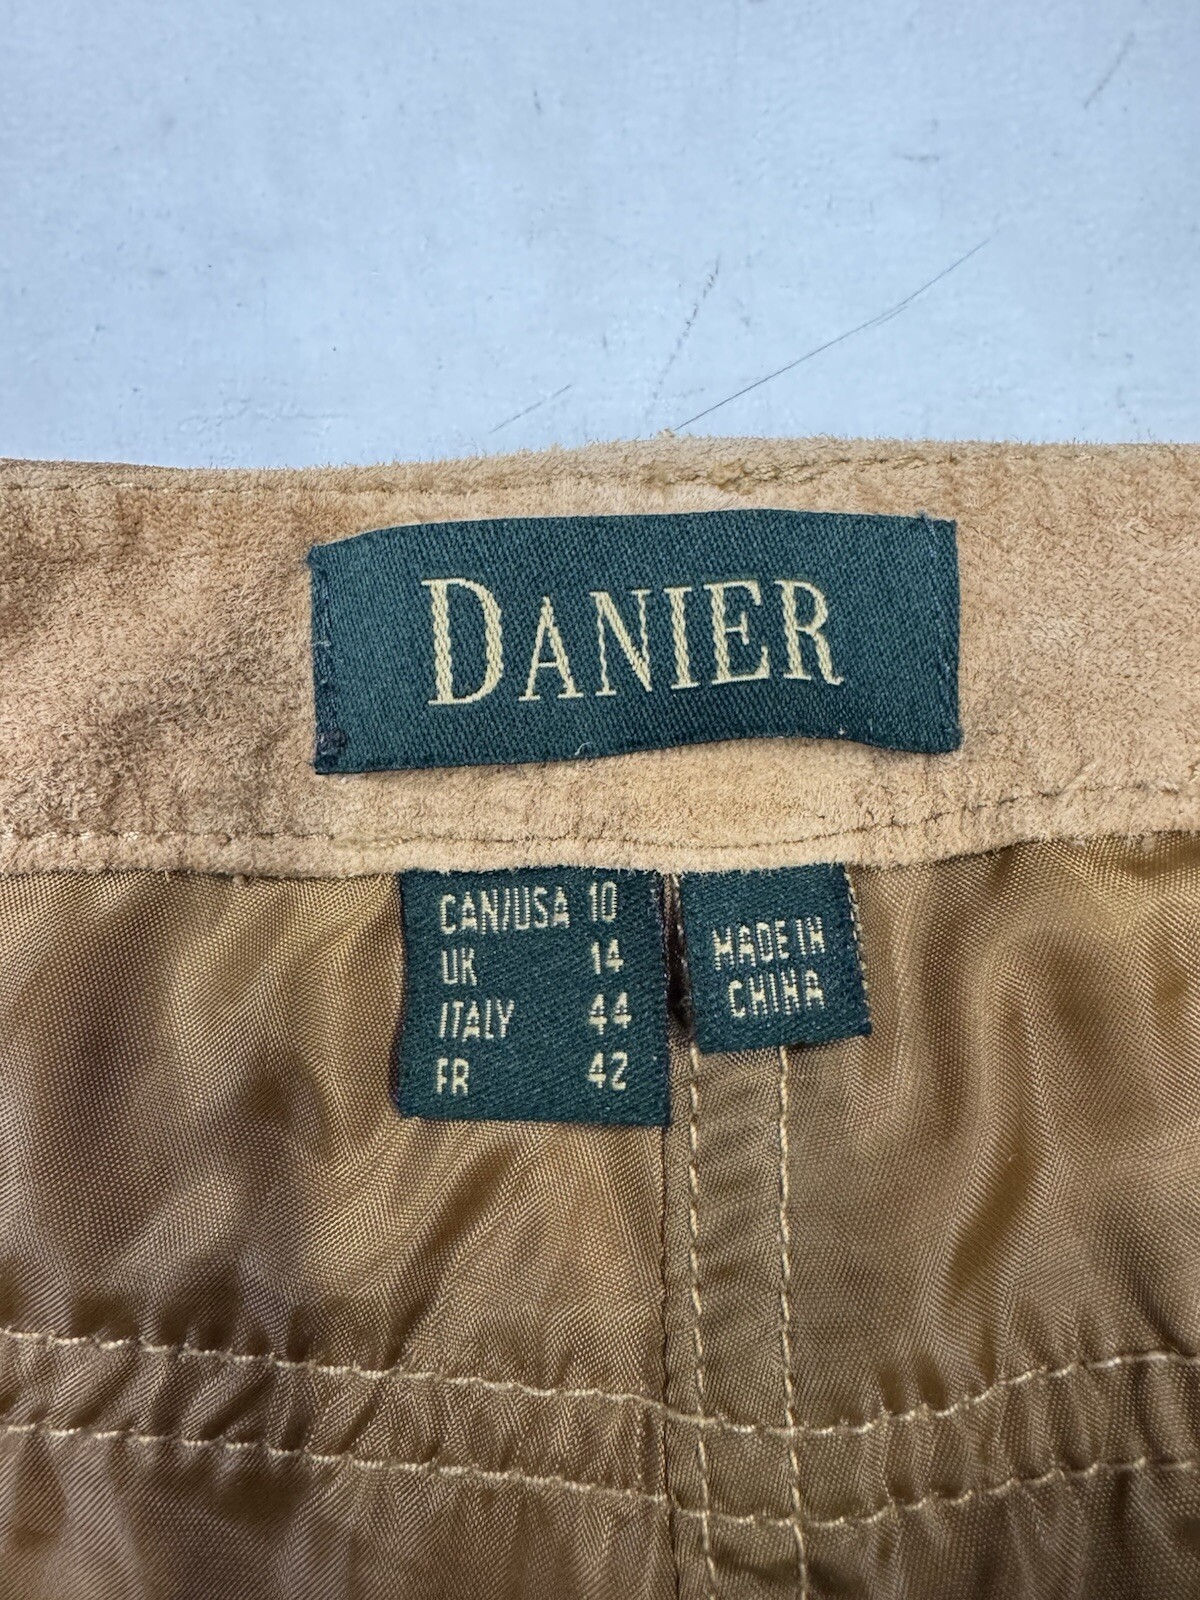 DANIER
CAN/USA 10
UK 14
ITALY 44
FR 42
MADE IN
CHINA